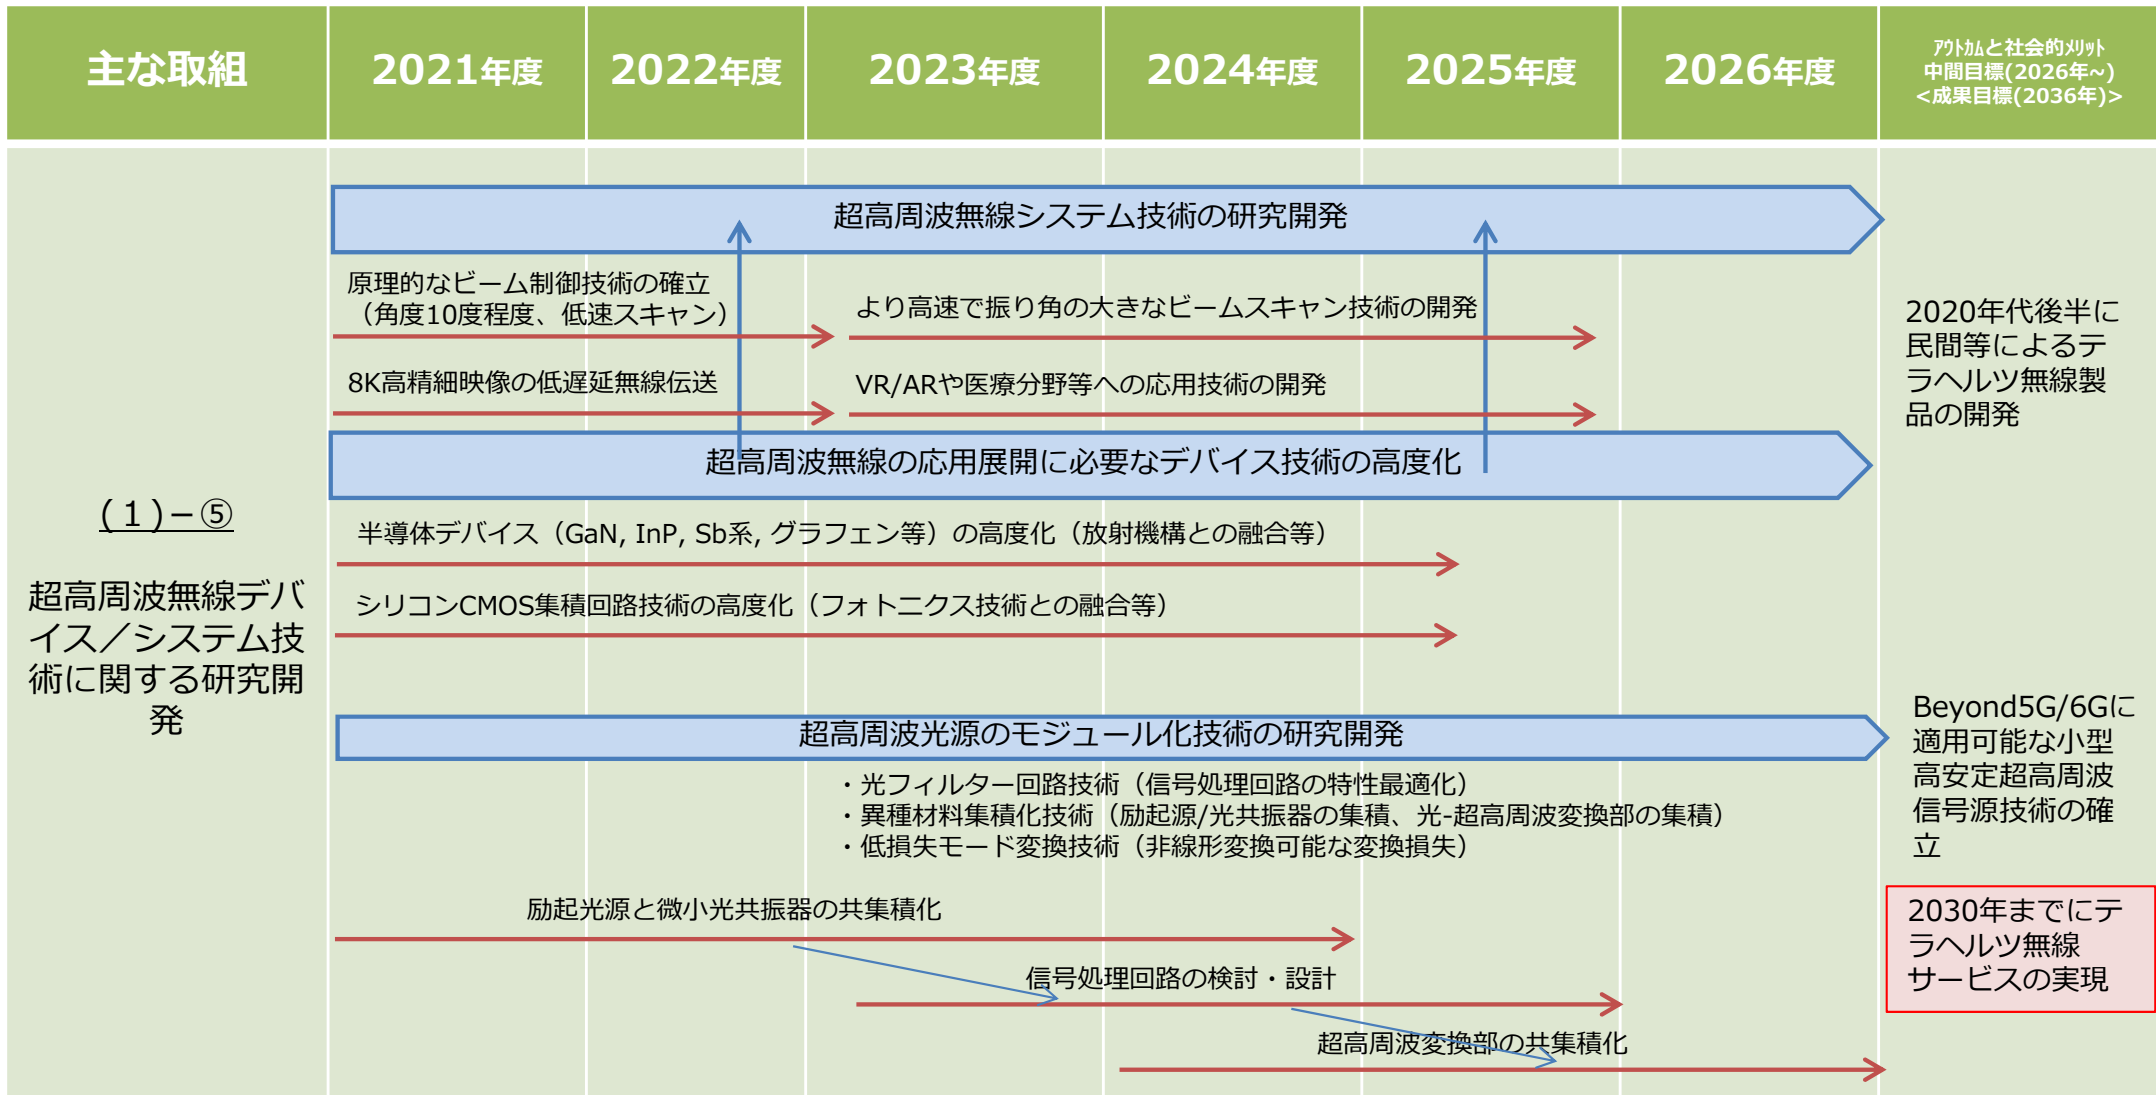 主な取組
2021年度
2022年度
2023年度
2024年度
2025年度
2026年度
ｱｳﾄｶﾑと社会的ﾒﾘｯﾄ
中間目標(2026年~)
<成果目標(2036年)>
(１)－⑤
超高周波無線デバ
イス／システム技
術に関する研究開
発
超高周波無線システム技術の研究開発
原理的なビーム制御技術の確立
（角度10度程度、低速スキャン）
より高速で振り角の大きなビームスキャン技術の開発
8K高精細映像の低遅延無線伝送
VR/ARや医療分野等への応用技術の開発
超高周波無線の応用展開に必要なデバイス技術の高度化
半導体デバイス（GaN, InP, Sb系, グラフェン等）の高度化（放射機構との融合等）
シリコンCMOS集積回路技術の高度化（フォトニクス技術との融合等）
超高周波光源のモジュール化技術の研究開発
・光フィルター回路技術（信号処理回路の特性最適化）
・異種材料集積化技術（励起源/光共振器の集積、光-超高周波変換部の集積）
・低損失モード変換技術（非線形変換可能な変換損失）
励起光源と微小光共振器の共集積化
信号処理回路の検討・設計
超高周波変換部の共集積化
2020年代後半に
民間等によるテ
ラヘルツ無線製
品の開発
Beyond5G/6Gに
適用可能な小型
高安定超高周波
信号源技術の確
立
2030年までにテ
ラヘルツ無線
サービスの実現